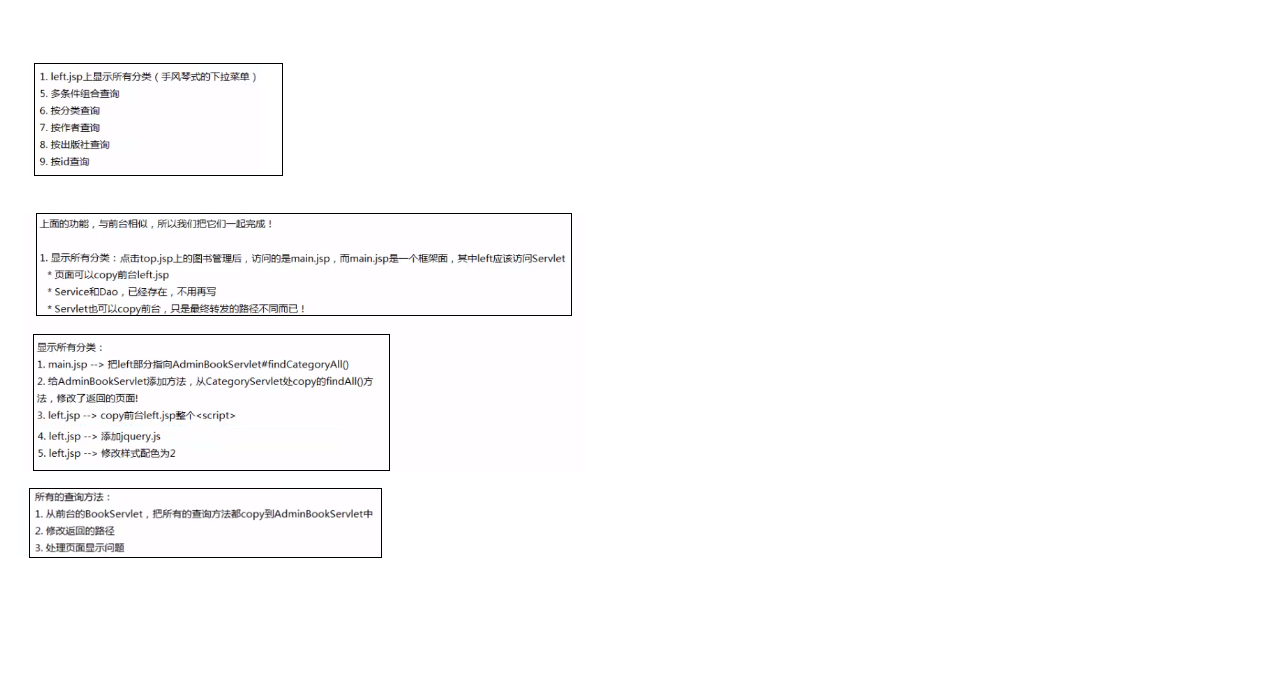 1. left.jsp上显示所有分类（手风琴式的下拉菜单）
5. 多条件组合查询
6. 按分类查询
7. 按作者查询
8. 按出版社查询
9. 按id查询
上面的功能，与前台相似，所以我们把它们一起完成！
1. 显示所有分类：点击top.jsp上的图书管理后，访问的是main.jsp，而main.jsp是一个框架面，其中left应该访问Servlet
* 页面可以copy前台left.jsp
* Service和Dao，已经存在，不用再写
* Servlet也可以copy前台，只是最终转发的路径不同而已！
显示所有分类：
1. main.jsp --> 把left部分指向AdminBookServlet#findCategoryAll()
2. 给AdminBookServlet添加方法，从CategoryServlet处copy的findAll()方
法，修改了返回的页面!
3. left.jsp --> copy前台left.jsp整个<script>
4. left.jsp --> 添加jquery.js
5. left.jsp --> 修改样式配色为2
所有的查询方法：
1. 从前台的BookServlet，把所有的查询方法都copy到AdminBookServlet中
2. 修改返回的路径
3. 处理页面显示问题